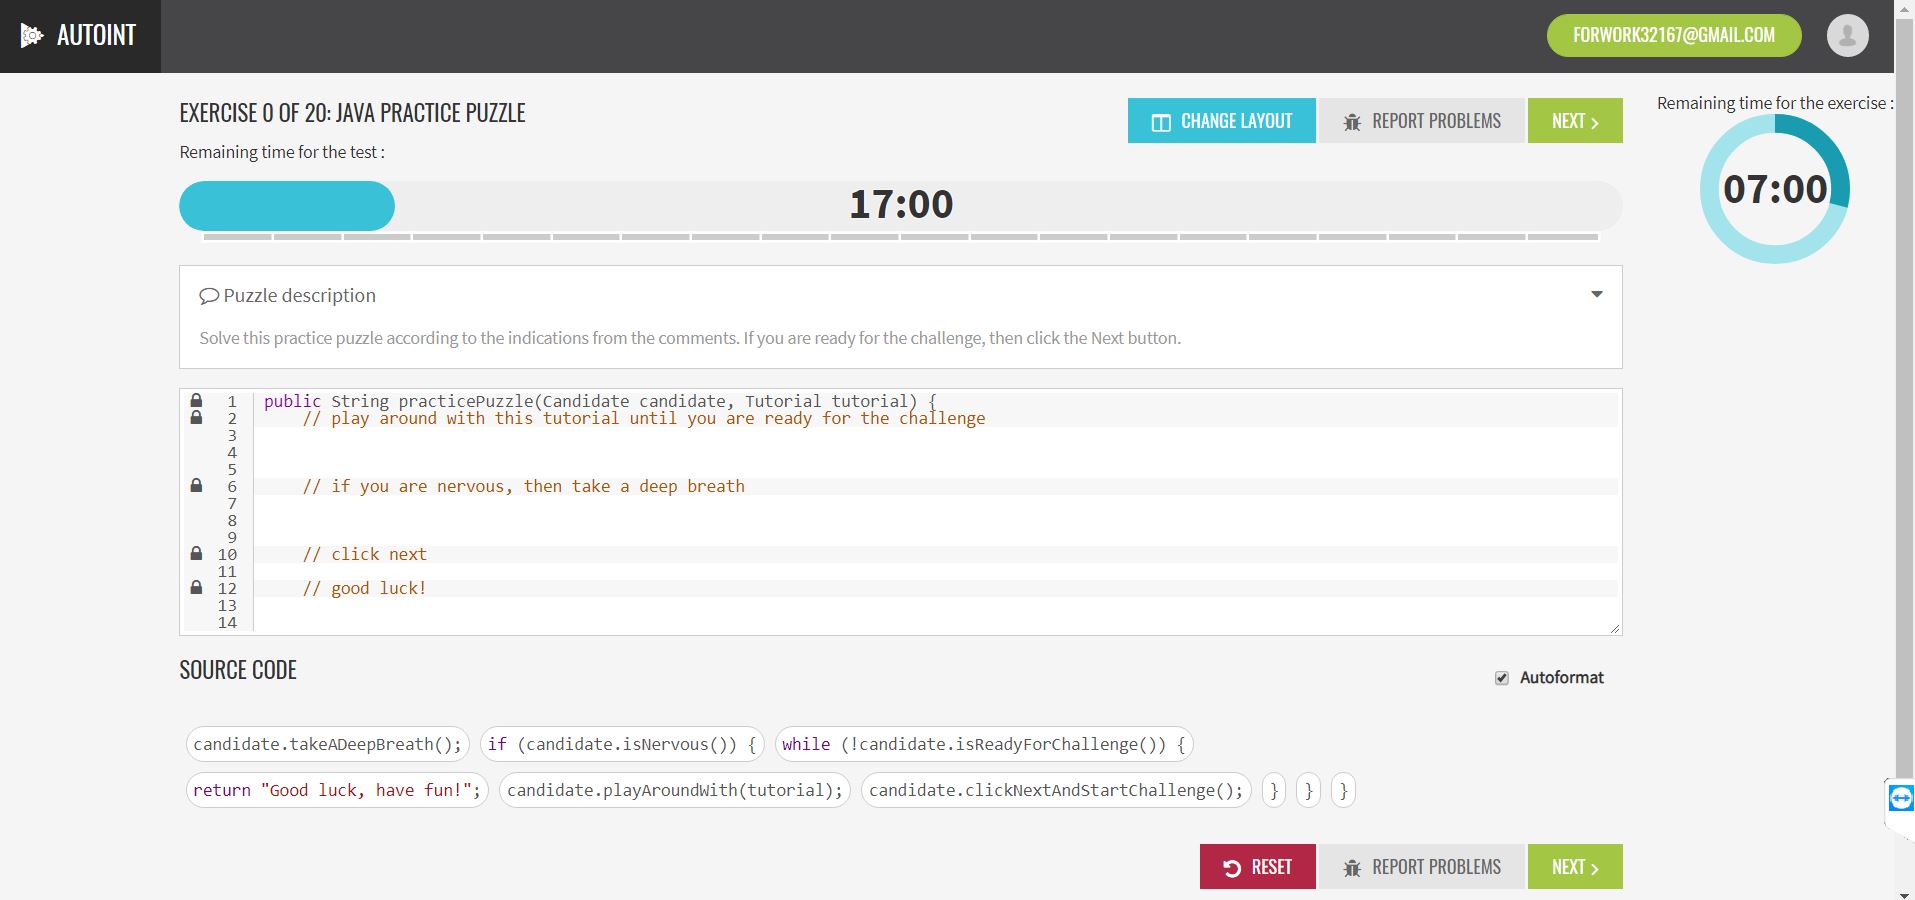 AUTOINT
FORWORK32167@GMAIL.COM
EXERCISE 0 OF 20: JAVA PRACTICE PUZZLE
CHANGE LAYOUT
REPORT PROBLEMS
NEXT
Remaining time for the exercise :
Remaining time for the test :
17:00
07:00
Puzzle description
Solve this practice puzzle according to the indications from the comments. If you are ready for the challenge, then click the Next button.
1 public String practicePuzzle(Candidate candidate, Tutorial tutorial) {
2 // play around with this tutorial until you are ready for the challenge
3
4
5
6 // if you are nervous, then take a deep breath
7
8
9
10 // click next
11
12 // good luck!
13
14
SOURCE CODE
Autoformat
candidate.takeADeepBreath(); if (candidate.isNervous()) { while (!candidate.isReadyForChallenge()) {
return "Good luck, have fun!"; candidate.playAroundWith(tutorial); candidate.clickNextAndStartChallenge(); } } }
RESET
REPORT PROBLEMS
NEXT